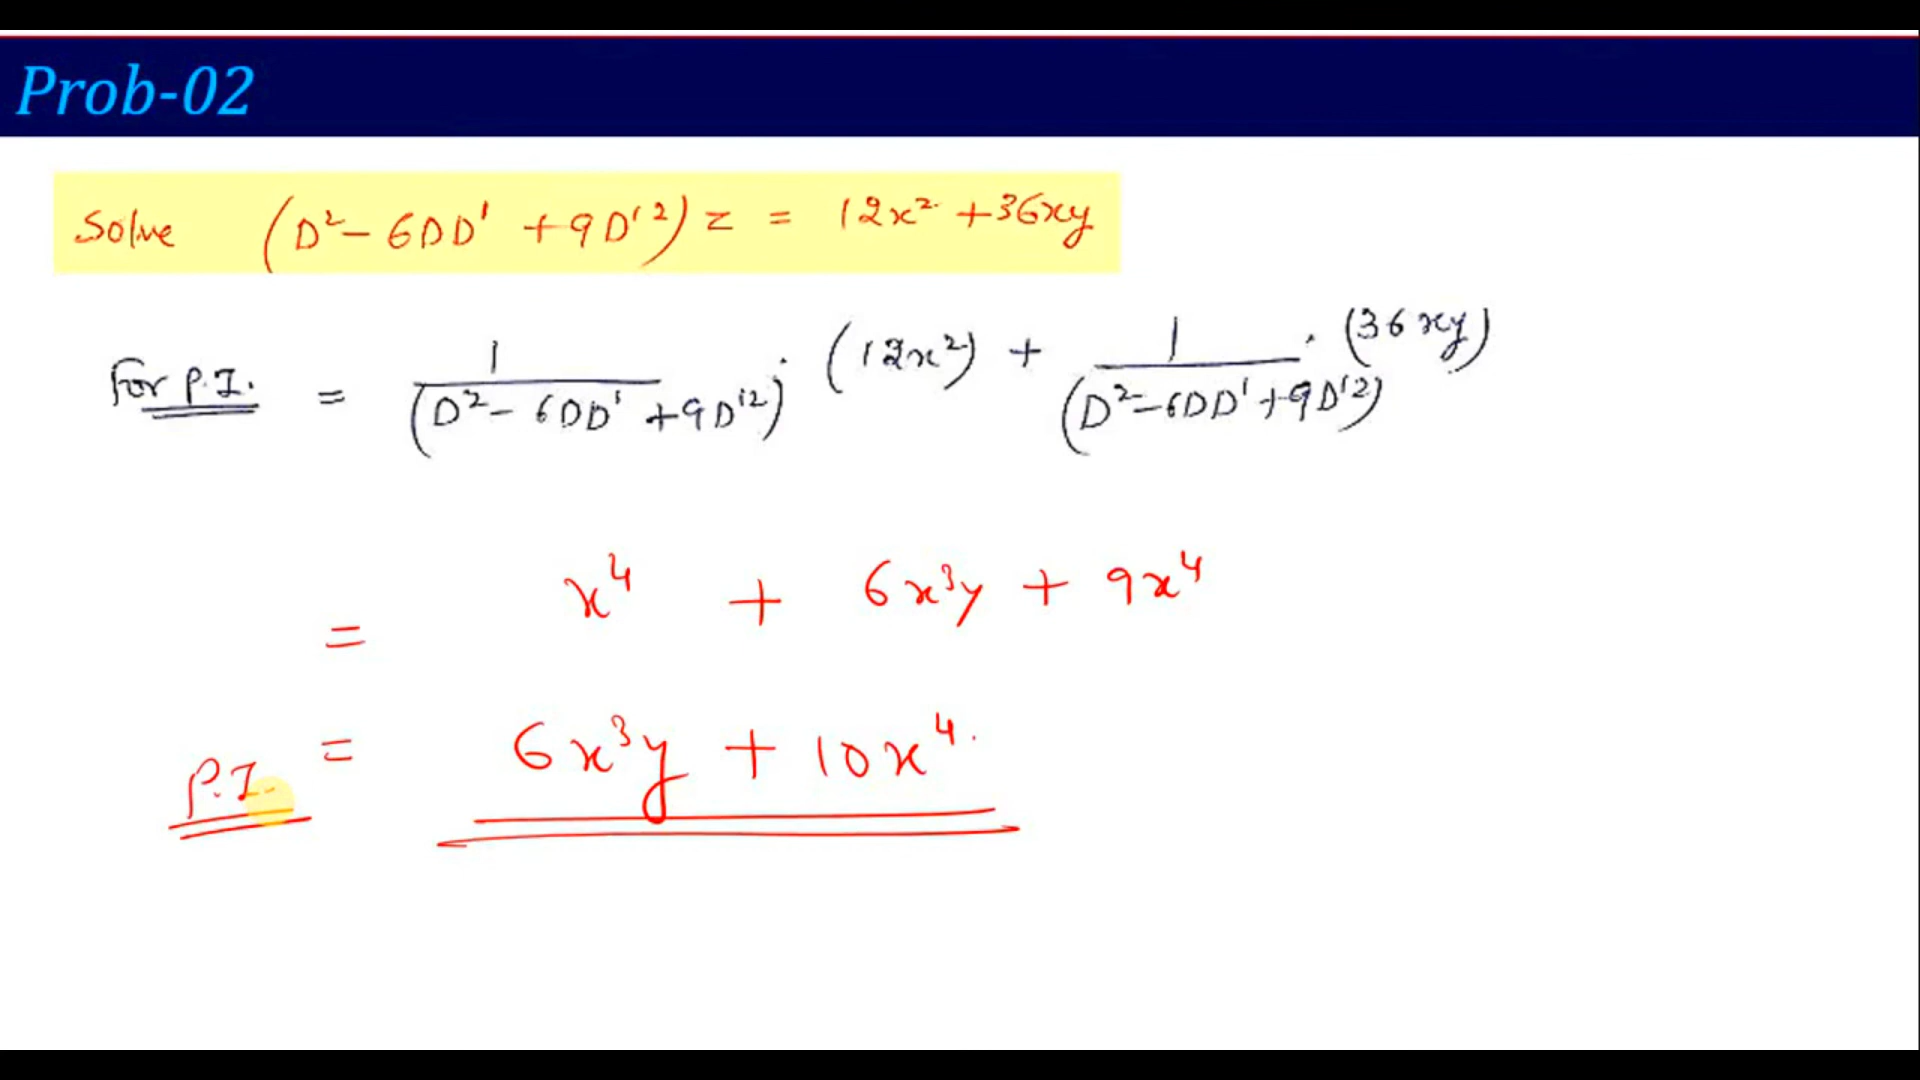 Prob-02
Solve (D² - 6DD' + 9D'²) z = 12x² + 36xy
For P.I. = 1/(D² - 6DD' + 9D'²) · (12x²) + 1/(D² - 6DD' + 9D'²) · (36xy)
= x⁴ + 6x³y + 9x⁴
P.I. = 6x³y + 10x⁴.